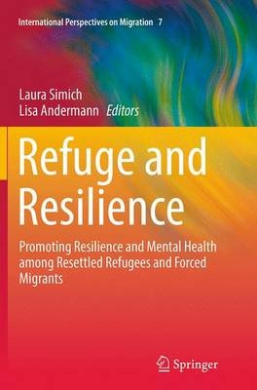 International Perspectives on Migration 7
Laura Simich
Lisa Andermann Editors
Refuge and
Resilience
Promoting Resilience and Mental Health
among Resettled Refugees and Forced
Migrants
Springer